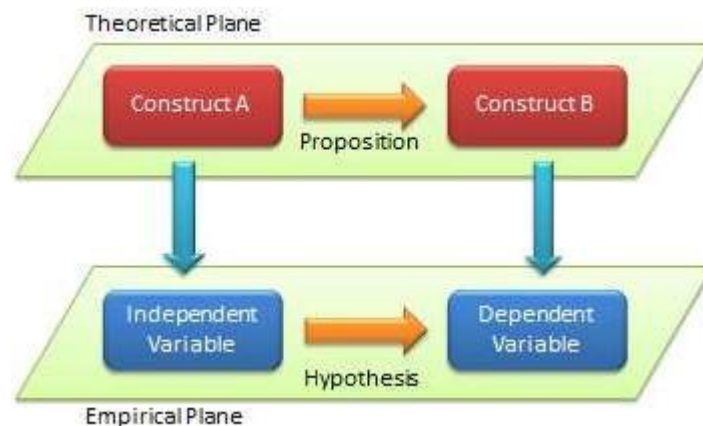 Theoretical Plane
Construct A
Construct B
Proposition
Independent
Variable
Dependent
Variable
Hypothesis
Empirical Plane